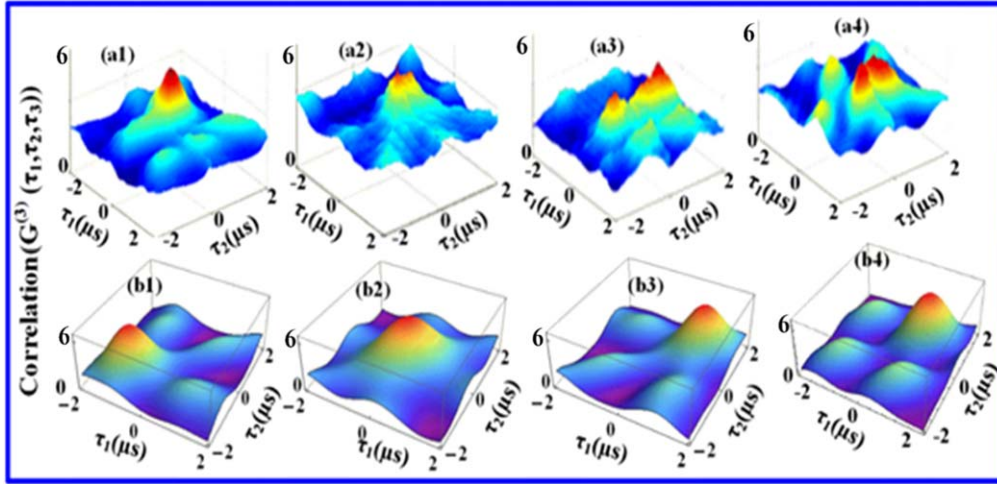 Correlation(G⁽³⁾ (τ₁,τ₂,τ₃))
(a1) (a2) (a3) (a4)
6 6 6 6
0 0 0 0
-2 0 2 -2 0 2 -2 0 2 -2 0 2
-2 0 2 -2 0 2 -2 0 2 -2 0 2
τ₁(μs) τ₂(μs) τ₁(μs) τ₂(μs) τ₁(μs) τ₂(μs) τ₁(μs) τ₂(μs)
(b1) (b2) (b3) (b4)
6 6 6 6
0 0 0 0
−2 0 2 −2 0 2 −2 0 2 −2 0 2
−2 0 2 −2 0 2 −2 0 2 -2 0 2
τ₁(μs) τ₂(μs) τ₁(μs) τ₂(μs) τ₁(μs) τ₂(μs) τ₁(μs) τ₂(μs)